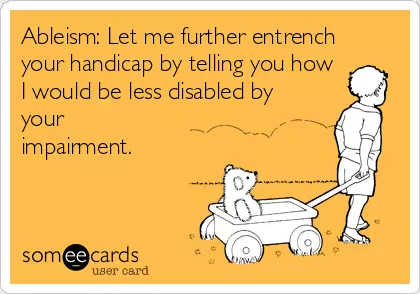 Ableism: Let me further entrench
your handicap by telling you how
I would be less disabled by
your
impairment.
someecards
user card